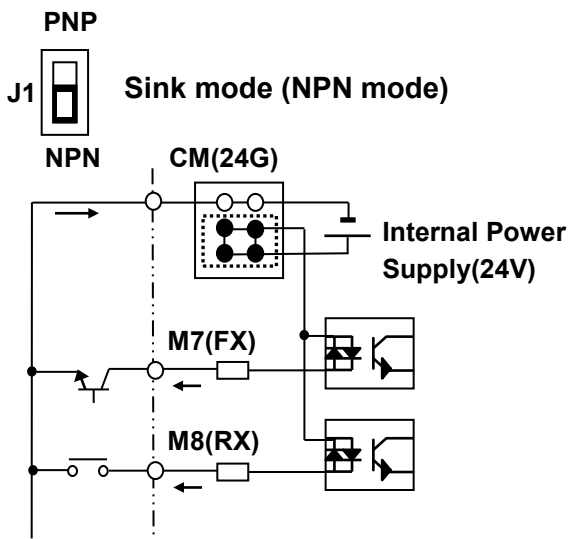 PNP
J1
Sink mode (NPN mode)
NPN
CM(24G)
Internal Power
Supply(24V)
M7(FX)
M8(RX)